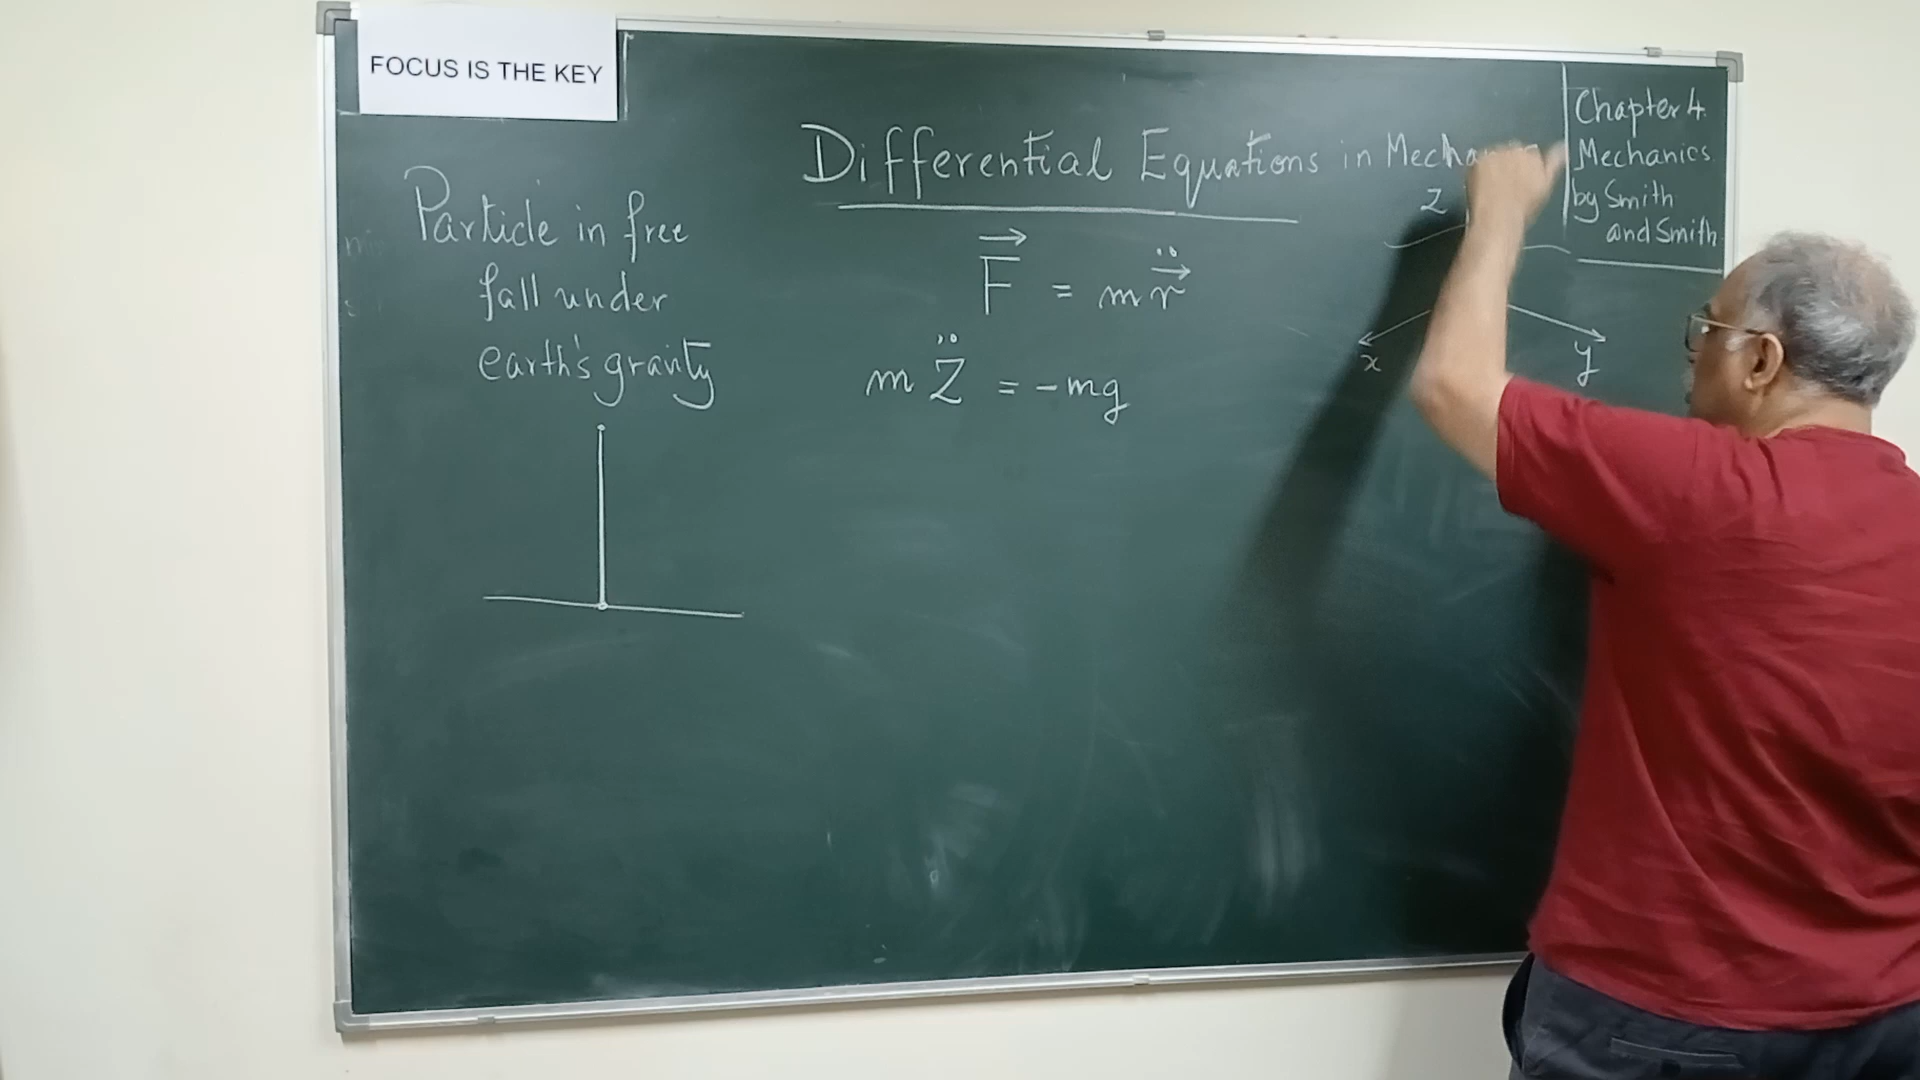 FOCUS IS THE KEY
Differential Equations in
Chapter 4.
Mechanics
by Smith
and Smith
Particle in free
fall under
earth's gravity
F⃗ = m r̈⃗
m z̈ = -mg
z
x
y